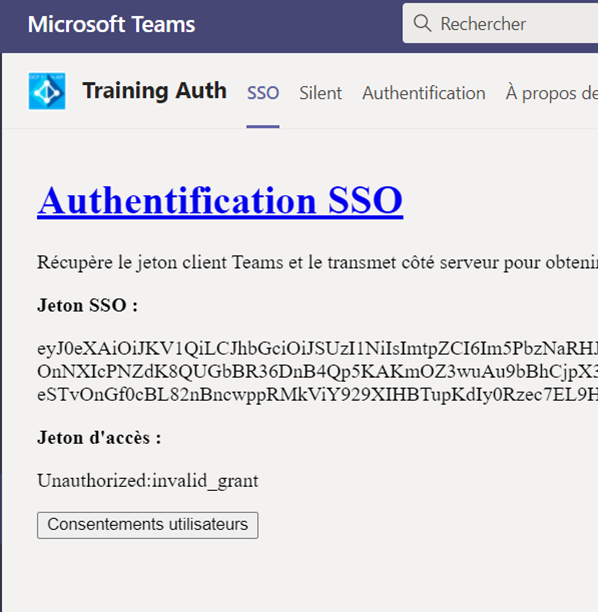 Microsoft Teams
Rechercher
Training Auth
SSO
Silent
Authentification
À propos de
Authentification SSO
Récupère le jeton client Teams et le transmet côté serveur pour obtenir
Jeton SSO :
eyJ0eXAiOiJKV1QiLCJhbGciOiJSUzI1NiIsImtpZCI6Im5PbzNaRHJ
OnNXIcPNZdK8QUGbBR36DnB4Qp5KAKmOZ3wuAu9bBhCjpX3
eSTvOnGf0cBL82nBncwppRMkViY929XIHBTupKdIy0Rzec7EL9H
Jeton d'accès :
Unauthorized:invalid_grant
Consentements utilisateurs